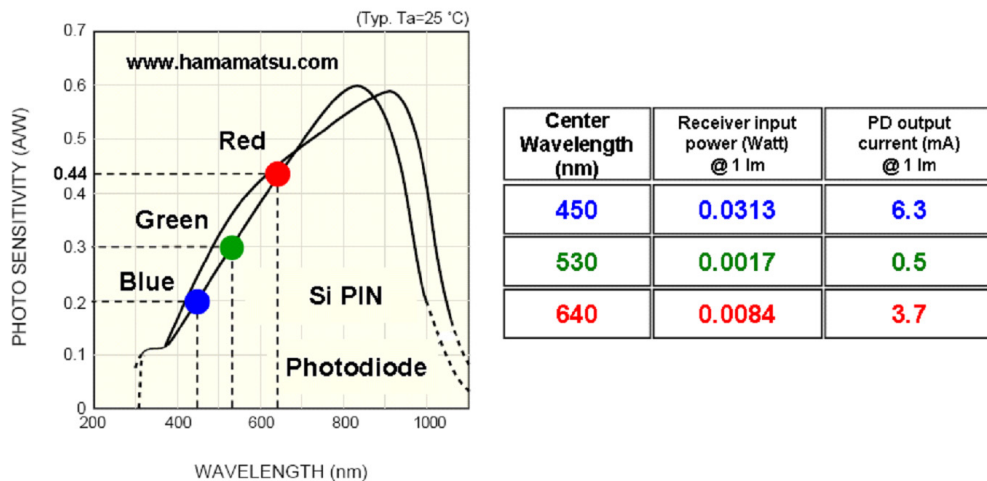 (Typ. Ta=25 ˚C)
PHOTO SENSITIVITY (A/W)
0.7
0.6
0.5
0.44
0.4
0.3
0.2
0.1
0
www.hamamatsu.com
Red
Green
Blue
Si PIN
Photodiode
200 400 600 800 1000
WAVELENGTH (nm)
Center Wavelength (nm)
Receiver input power (Watt) @ 1 lm
PD output current (mA) @ 1 lm
450 0.0313 6.3
530 0.0017 0.5
640 0.0084 3.7